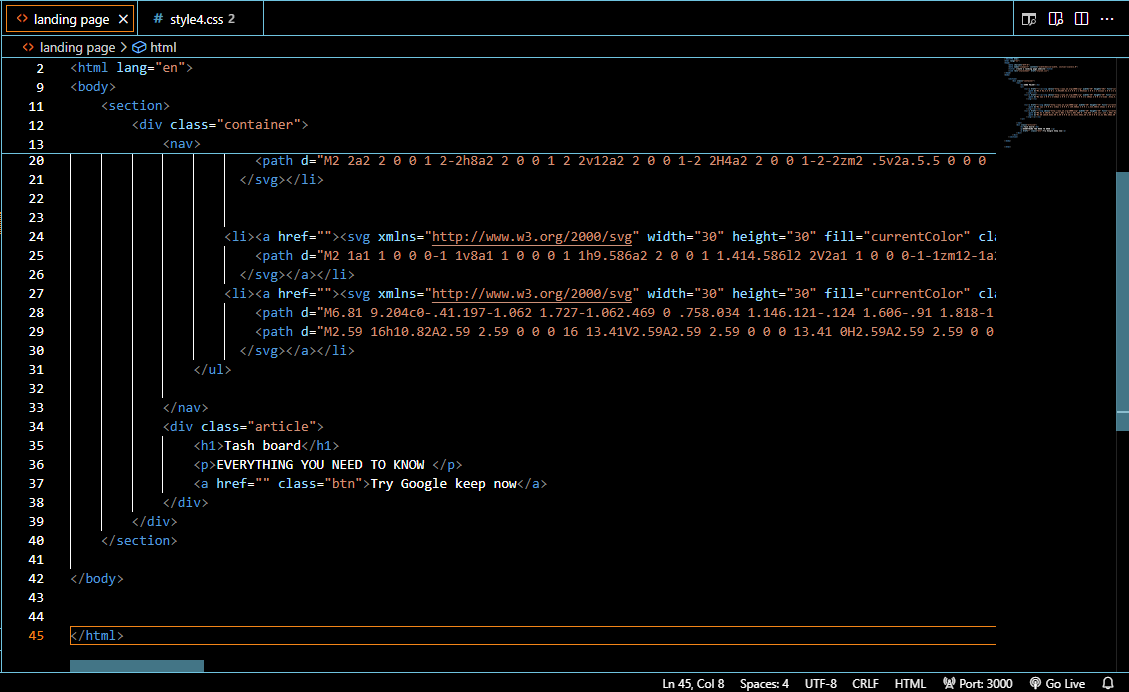 landing page
# style4.css 2
landing page > html
2 <html lang="en">
9 <body>
11 <section>
12 <div class="container">
13 <nav>
20 <path d="M2 2a2 2 0 0 1 2-2h8a2 2 0 0 1 2 2v12a2 2 0 0 1-2 2H4a2 2 0 0 1-2-2zm2 .5v2a.5.5 0 0 0
21 </svg></li>
22
23
24 <li><a href=""><svg xmlns="http://www.w3.org/2000/svg" width="30" height="30" fill="currentColor" cla
25 <path d="M2 1a1 1 0 0 0-1 1v8a1 1 0 0 0 1 1h9.586a2 2 0 0 1 1.414.586l2 2V2a1 1 0 0 0-1-1zm12-1a2
26 </svg></a></li>
27 <li><a href=""><svg xmlns="http://www.w3.org/2000/svg" width="30" height="30" fill="currentColor" cla
28 <path d="M6.81 9.204c0-.41.197-1.062 1.727-1.062.469 0 .758.034 1.146.121-.124 1.606-.91 1.818-1
29 <path d="M2.59 16h10.82A2.59 2.59 0 0 0 16 13.41V2.59A2.59 2.59 0 0 0 13.41 0H2.59A2.59 2.59 0 0
30 </svg></a></li>
31 </ul>
32
33 </nav>
34 <div class="article">
35 <h1>Tash board</h1>
36 <p>EVERYTHING YOU NEED TO KNOW </p>
37 <a href="" class="btn">Try Google keep now</a>
38 </div>
39 </div>
40 </section>
41
42 </body>
43
44
45 </html>
Ln 45, Col 8 Spaces: 4 UTF-8 CRLF HTML Port: 3000 Go Live